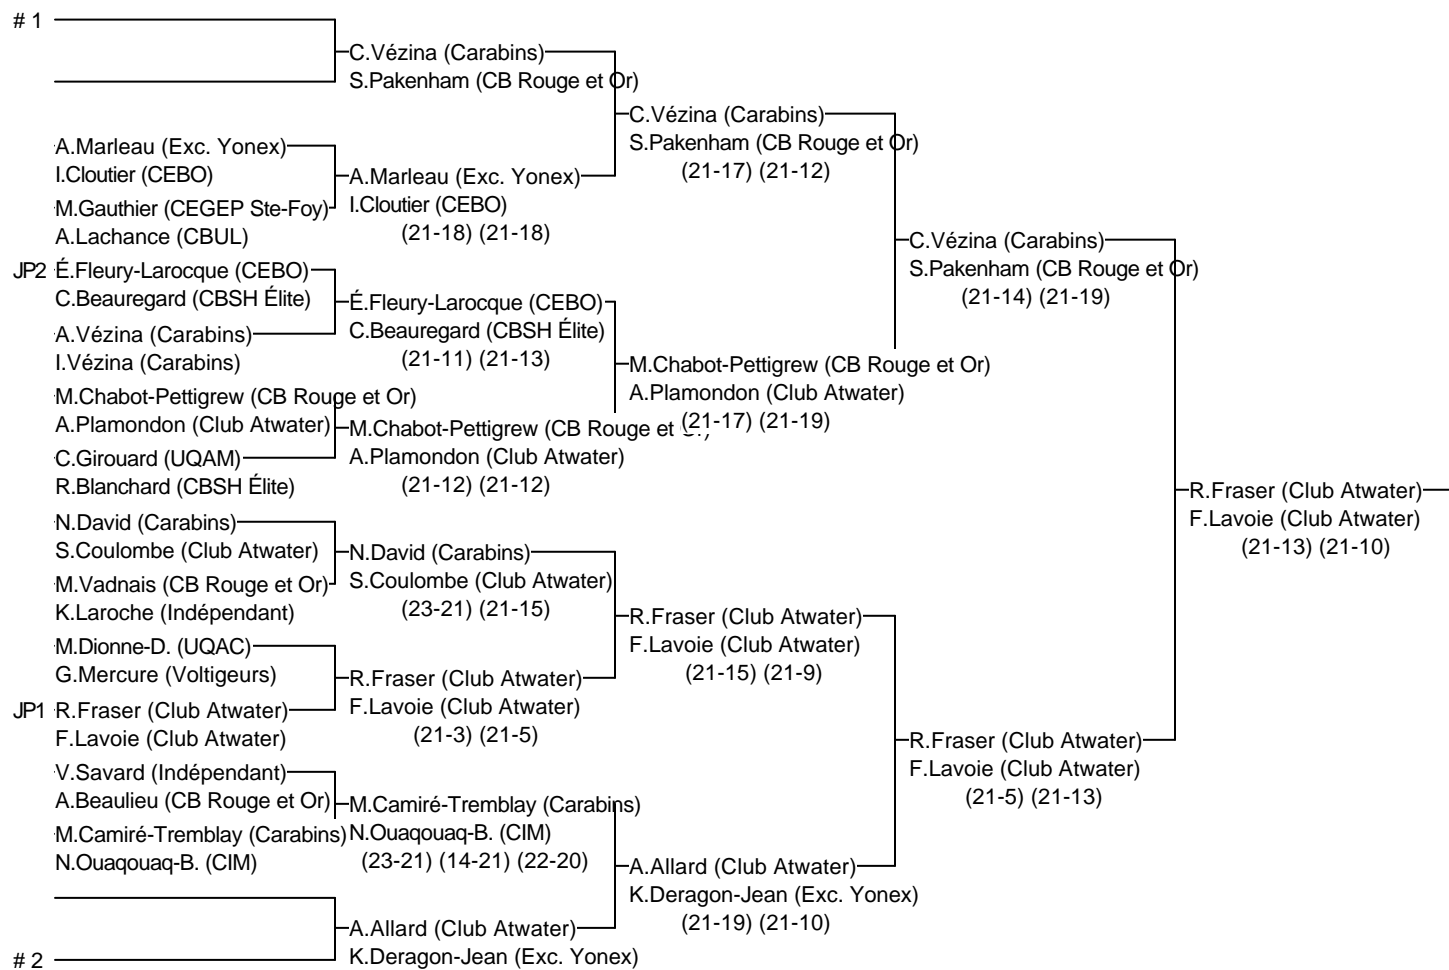 # 1
C.Vézina (Carabins)
S.Pakenham (CB Rouge et Or)
A.Marleau (Exc. Yonex)
I.Cloutier (CEBO)
M.Gauthier (CEGEP Ste-Foy)
A.Lachance (CBUL)
JP2 É.Fleury-Larocque (CEBO)
C.Beauregard (CBSH Élite)
A.Vézina (Carabins)
I.Vézina (Carabins)
M.Chabot-Pettigrew (CB Rouge et Or)
A.Plamondon (Club Atwater)
C.Girouard (UQAM)
R.Blanchard (CBSH Élite)
N.David (Carabins)
S.Coulombe (Club Atwater)
M.Vadnais (CB Rouge et Or)
K.Laroche (Indépendant)
M.Dionne-D. (UQAC)
G.Mercure (Voltigeurs)
JP1 R.Fraser (Club Atwater)
F.Lavoie (Club Atwater)
V.Savard (Indépendant)
A.Beaulieu (CB Rouge et Or)
M.Camiré-Tremblay (Carabins)
N.Ouaqouaq-B. (CIM)
# 2
A.Marleau (Exc. Yonex)
I.Cloutier (CEBO)
(21-18) (21-18)
É.Fleury-Larocque (CEBO)
C.Beauregard (CBSH Élite)
(21-11) (21-13)
M.Chabot-Pettigrew (CB Rouge et
A.Plamondon (Club Atwater)
(21-12) (21-12)
N.David (Carabins)
S.Coulombe (Club Atwater)
(23-21) (21-15)
R.Fraser (Club Atwater)
F.Lavoie (Club Atwater)
(21-3) (21-5)
M.Camiré-Tremblay (Carabins)
N.Ouaqouaq-B. (CIM)
(23-21) (14-21) (22-20)
A.Allard (Club Atwater)
K.Deragon-Jean (Exc. Yonex)
C.Vézina (Carabins)
S.Pakenham (CB Rouge et Or)
(21-17) (21-12)
M.Chabot-Pettigrew (CB Rouge et Or)
A.Plamondon (Club Atwater)
(21-17) (21-19)
R.Fraser (Club Atwater)
F.Lavoie (Club Atwater)
(21-15) (21-9)
A.Allard (Club Atwater)
K.Deragon-Jean (Exc. Yonex)
(21-19) (21-10)
C.Vézina (Carabins)
S.Pakenham (CB Rouge et Or)
(21-14) (21-19)
R.Fraser (Club Atwater)
F.Lavoie (Club Atwater)
(21-5) (21-13)
R.Fraser (Club Atwater)
F.Lavoie (Club Atwater)
(21-13) (21-10)